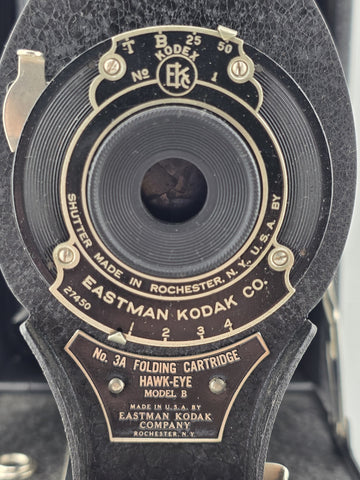 T B 25 50
KODEX
No 1
EK
SHUTTER MADE IN ROCHESTER, N.Y., U.S.A. BY
EASTMAN KODAK CO.
27450
1 2 3 4
No. 3A FOLDING CARTRIDGE
HAWK-EYE
MODEL B
MADE IN U.S.A. BY
EASTMAN KODAK
COMPANY
ROCHESTER, N.Y.